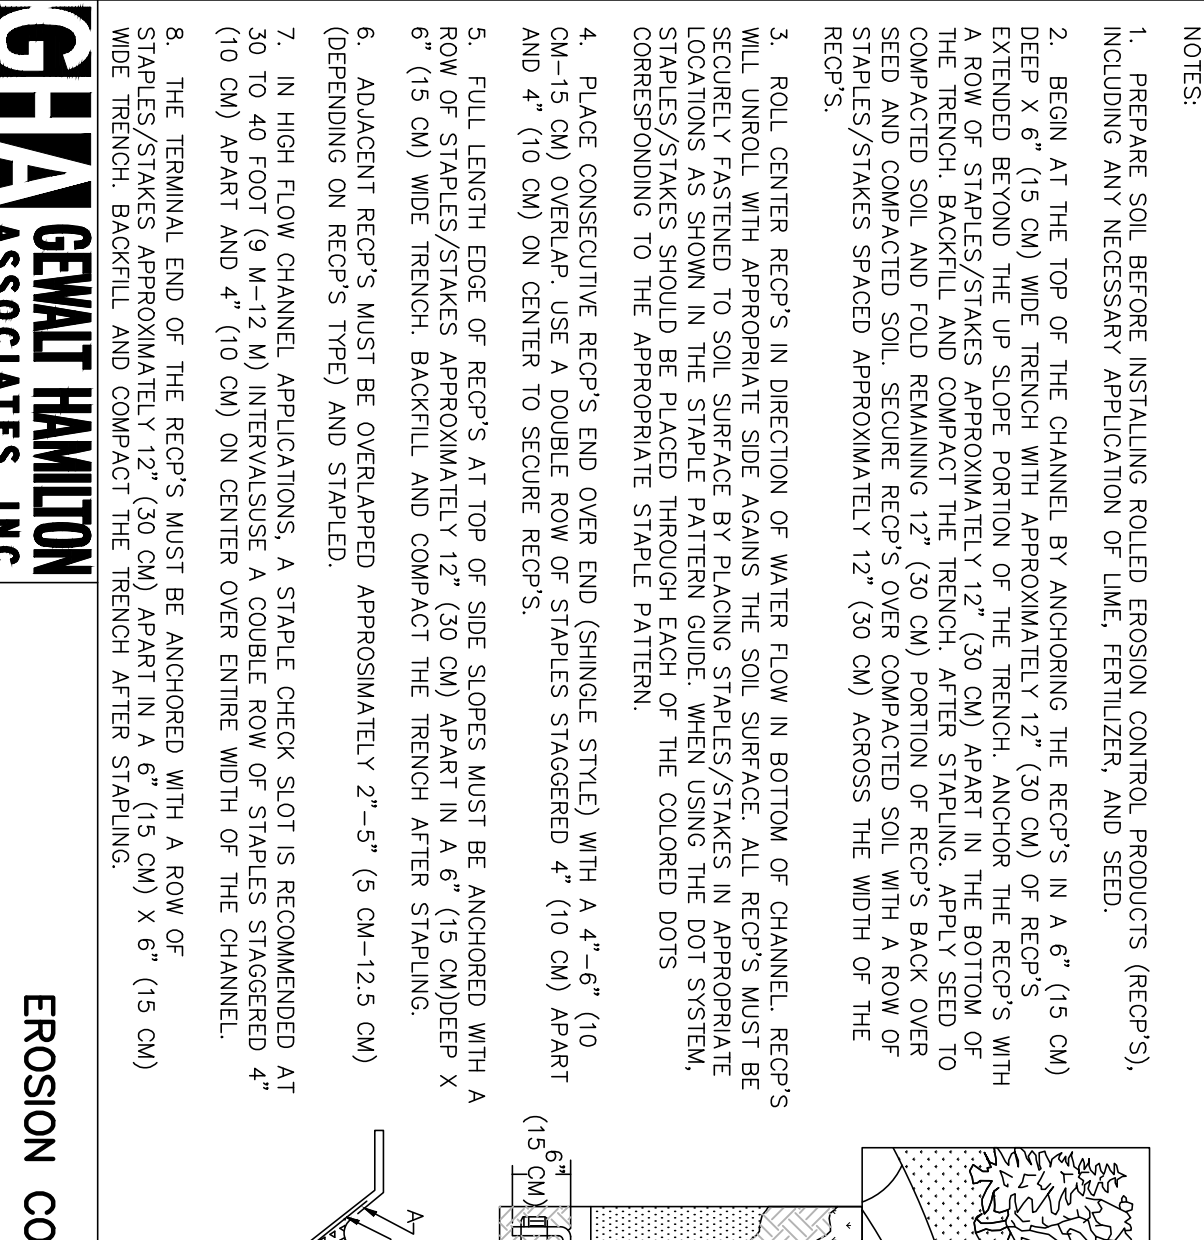 NOTES:
1. PREPARE SOIL BEFORE INSTALLING ROLLED EROSION CONTROL PRODUCTS (RECP'S),
INCLUDING ANY NECESSARY APPLICATION OF LIME, FERTILIZER, AND SEED.
2. BEGIN AT THE TOP OF THE CHANNEL BY ANCHORING THE RECP'S IN A 6" (15 CM)
DEEP X 6" (15 CM) WIDE TRENCH WITH APPROXIMATELY 12" (30 CM) OF RECP'S
EXTENDED BEYOND THE UP SLOPE PORTION OF THE TRENCH. ANCHOR THE RECP'S WITH
A ROW OF STAPLES/STAKES APPROXIMATELY 12" (30 CM) APART IN THE BOTTOM OF
THE TRENCH. BACKFILL AND COMPACT THE TRENCH. AFTER STAPLING. APPLY SEED TO
COMPACTED SOIL AND FOLD REMAINING 12" (30 CM) PORTION OF RECP'S BACK OVER
SEED AND COMPACTED SOIL. SECURE RECP'S OVER COMPACTED SOIL WITH A ROW OF
STAPLES/STAKES SPACED APPROXIMATELY 12" (30 CM) ACROSS THE WIDTH OF THE
RECP'S.
3. ROLL CENTER RECP'S IN DIRECTION OF WATER FLOW IN BOTTOM OF CHANNEL. RECP'S
WILL UNROLL WITH APPROPRIATE SIDE AGAINS THE SOIL SURFACE. ALL RECP'S MUST BE
SECURELY FASTENED TO SOIL SURFACE BY PLACING STAPLES/STAKES IN APPROPRIATE
LOCATIONS AS SHOWN IN THE STAPLE PATTERN GUIDE. WHEN USING THE DOT SYSTEM,
STAPLES/STAKES SHOULD BE PLACED THROUGH EACH OF THE COLORED DOTS
CORRESPONDING TO THE APPROPRIATE STAPLE PATTERN.
4. PLACE CONSECUTIVE RECP'S END OVER END (SHINGLE STYLE) WITH A 4"-6" (10
CM-15 CM) OVERLAP. USE A DOUBLE ROW OF STAPLES STAGGERED 4" (10 CM) APART
AND 4" (10 CM) ON CENTER TO SECURE RECP'S.
5. FULL LENGTH EDGE OF RECP'S AT TOP OF SIDE SLOPES MUST BE ANCHORED WITH A
ROW OF STAPLES/STAKES APPROXIMATELY 12" (30 CM) APART IN A 6" (15 CM)DEEP X
6" (15 CM) WIDE TRENCH. BACKFILL AND COMPACT THE TRENCH AFTER STAPLING.
6. ADJACENT RECP'S MUST BE OVERLAPPED APPROSIMATELY 2"-5" (5 CM-12.5 CM)
(DEPENDING ON RECP'S TYPE) AND STAPLED.
7. IN HIGH FLOW CHANNEL APPLICATIONS, A STAPLE CHECK SLOT IS RECOMMENDED AT
30 TO 40 FOOT (9 M-12 M) INTERVALSUSE A COUBLE ROW OF STAPLES STAGGERED 4"
(10 CM) APART AND 4" (10 CM) ON CENTER OVER ENTIRE WIDTH OF THE CHANNEL.
8. THE TERMINAL END OF THE RECP'S MUST BE ANCHORED WITH A ROW OF
STAPLES/STAKES APPROXIMATELY 12" (30 CM) APART IN A 6" (15 CM) X 6" (15 CM)
WIDE TRENCH. BACKFILL AND COMPACT THE TRENCH AFTER STAPLING.
6"
(15 CM)
A
GHA
GEWALT HAMILTON
ASSOCIATES INC
EROSION CO